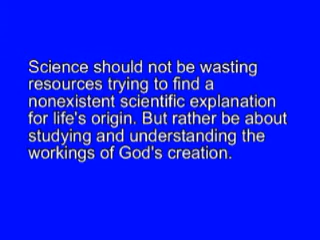 Science should not be wasting
resources trying to find a
nonexistent scientific explanation
for life's origin. But rather be about
studying and understanding the
workings of God's creation.